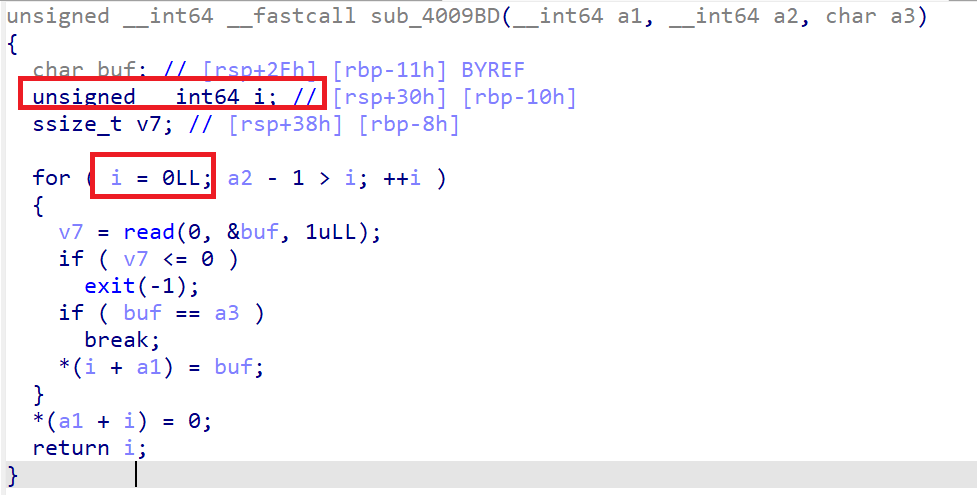 unsigned __int64 __fastcall sub_4009BD(__int64 a1, __int64 a2, char a3)
{
char buf; // [rsp+2Fh] [rbp-11h] BYREF
unsigned __int64 i; // [rsp+30h] [rbp-10h]
ssize_t v7; // [rsp+38h] [rbp-8h]
for ( i = 0LL; a2 - 1 > i; ++i )
{
v7 = read(0, &buf, 1uLL);
if ( v7 <= 0 )
exit(-1);
if ( buf == a3 )
break;
*(i + a1) = buf;
}
*(a1 + i) = 0;
return i;
}